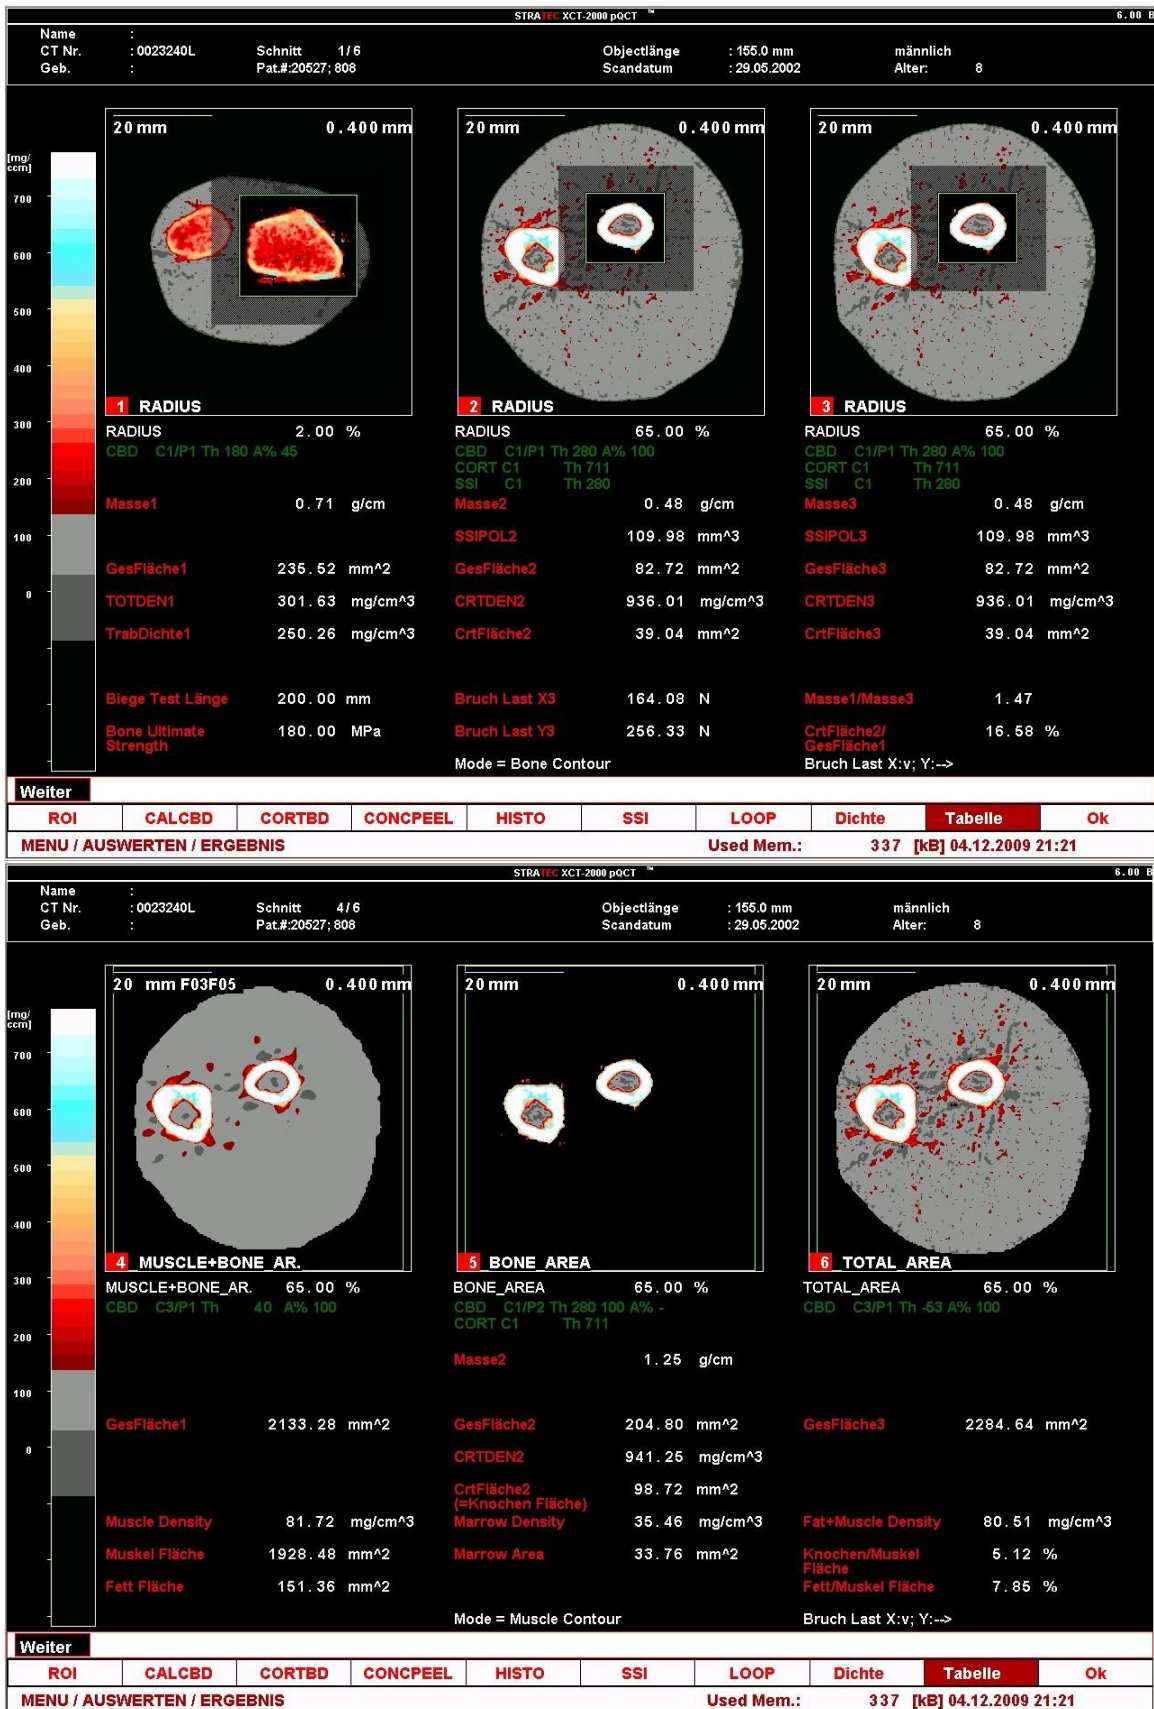 STRATEC XCT-2000 pQCT ™ 6.00 B
Name :
CT Nr. : 0023240L Schnitt 1/ 6 Objectlänge : 155.0 mm männlich
Geb. : Pat.#:20527; 808 Scandatum : 29.05.2002 Alter: 8
20 mm 0.400 mm 20 mm 0.400 mm 20 mm 0.400 mm
[mg/ccm]
700
600
500
400
300
200
100
0
1 RADIUS 2 RADIUS 3 RADIUS
RADIUS 2.00 % RADIUS 65.00 % RADIUS 65.00 %
CBD C1/P1 Th 180 A% 45 CBD C1/P1 Th 280 A% 100 CBD C1/P1 Th 280 A% 100
CORT C1 Th 711 CORT C1 Th 711
SSI C1 Th 280 SSI C1 Th 280
Masse1 0.71 g/cm Masse2 0.48 g/cm Masse3 0.48 g/cm
SSIPOL2 109.98 mm^3 SSIPOL3 109.98 mm^3
GesFläche1 235.52 mm^2 GesFläche2 82.72 mm^2 GesFläche3 82.72 mm^2
TOTDEN1 301.63 mg/cm^3 CRTDEN2 936.01 mg/cm^3 CRTDEN3 936.01 mg/cm^3
TrabDichte1 250.26 mg/cm^3 CrtFläche2 39.04 mm^2 CrtFläche3 39.04 mm^2
Biege Test Länge 200.00 mm Bruch Last X3 164.08 N Masse1/Masse3 1.47
Bone Ultimate Strength 180.00 MPa Bruch Last Y3 256.33 N CrtFläche2/ GesFläche1 16.58 %
Mode = Bone Contour Bruch Last X:v; Y:-->
Weiter
ROI CALCBD CORTBD CONCPEEL HISTO SSI LOOP Dichte Tabelle Ok
MENU / AUSWERTEN / ERGEBNIS Used Mem.: 337 [kB] 04.12.2009 21:21
STRATEC XCT-2000 pQCT ™ 6.00 B
Name :
CT Nr. : 0023240L Schnitt 4/ 6 Objectlänge : 155.0 mm männlich
Geb. : Pat.#:20527; 808 Scandatum : 29.05.2002 Alter: 8
20 mm F03F05 0.400 mm 20 mm 0.400 mm 20 mm 0.400 mm
[mg/ccm]
700
600
500
400
300
200
100
0
4 MUSCLE+BONE_AR. 5 BONE_AREA 6 TOTAL_AREA
MUSCLE+BONE_AR. 65.00 % BONE_AREA 65.00 % TOTAL_AREA 65.00 %
CBD C3/P1 Th 40 A% 100 CBD C1/P2 Th 280 100 A% - CBD C3/P1 Th -53 A% 100
CORT C1 Th 711
Masse2 1.25 g/cm
GesFläche1 2133.28 mm^2 GesFläche2 204.80 mm^2 GesFläche3 2284.64 mm^2
CRTDEN2 941.25 mg/cm^3
CrtFläche2 (=Knochen Fläche) 98.72 mm^2
Muscle Density 81.72 mg/cm^3 Marrow Density 35.46 mg/cm^3 Fat+Muscle Density 80.51 mg/cm^3
Muskel Fläche 1928.48 mm^2 Marrow Area 33.76 mm^2 Knochen/Muskel Fläche 5.12 %
Fett Fläche 151.36 mm^2 Fett/Muskel Fläche 7.85 %
Mode = Muscle Contour Bruch Last X:v; Y:-->
Weiter
ROI CALCBD CORTBD CONCPEEL HISTO SSI LOOP Dichte Tabelle Ok
MENU / AUSWERTEN / ERGEBNIS Used Mem.: 337 [kB] 04.12.2009 21:21